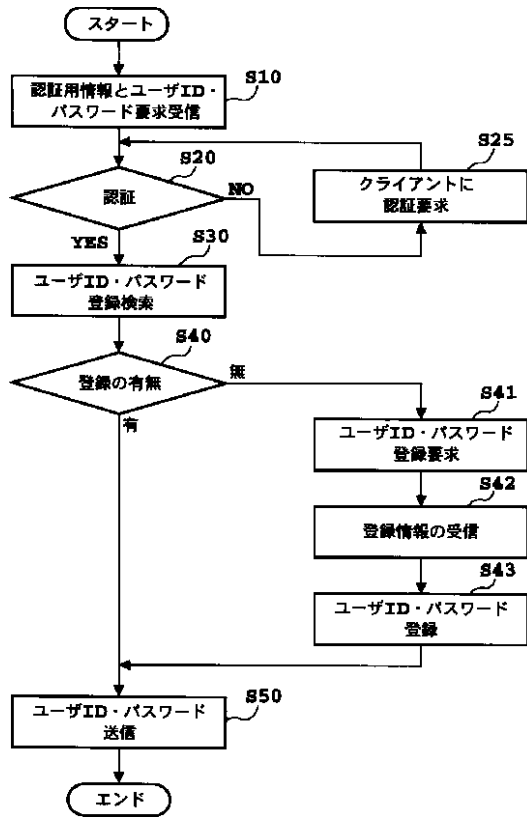 スタート
S10
認証用情報とユーザID・
パスワード要求受信
S20
認証
NO
YES
S25
クライアントに
認証要求
S30
ユーザID・パスワード
登録検索
S40
登録の有無
無
有
S41
ユーザID・パスワード
登録要求
S42
登録情報の受信
S43
ユーザID・パスワード
登録
S50
ユーザID・パスワード
送信
エンド